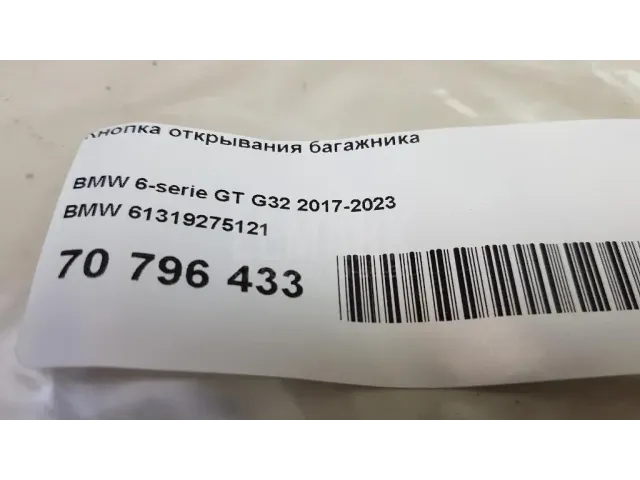 Кнопка открывания багажника
BMW 6-serie GT G32 2017-2023
BMW 61319275121
70 796 433